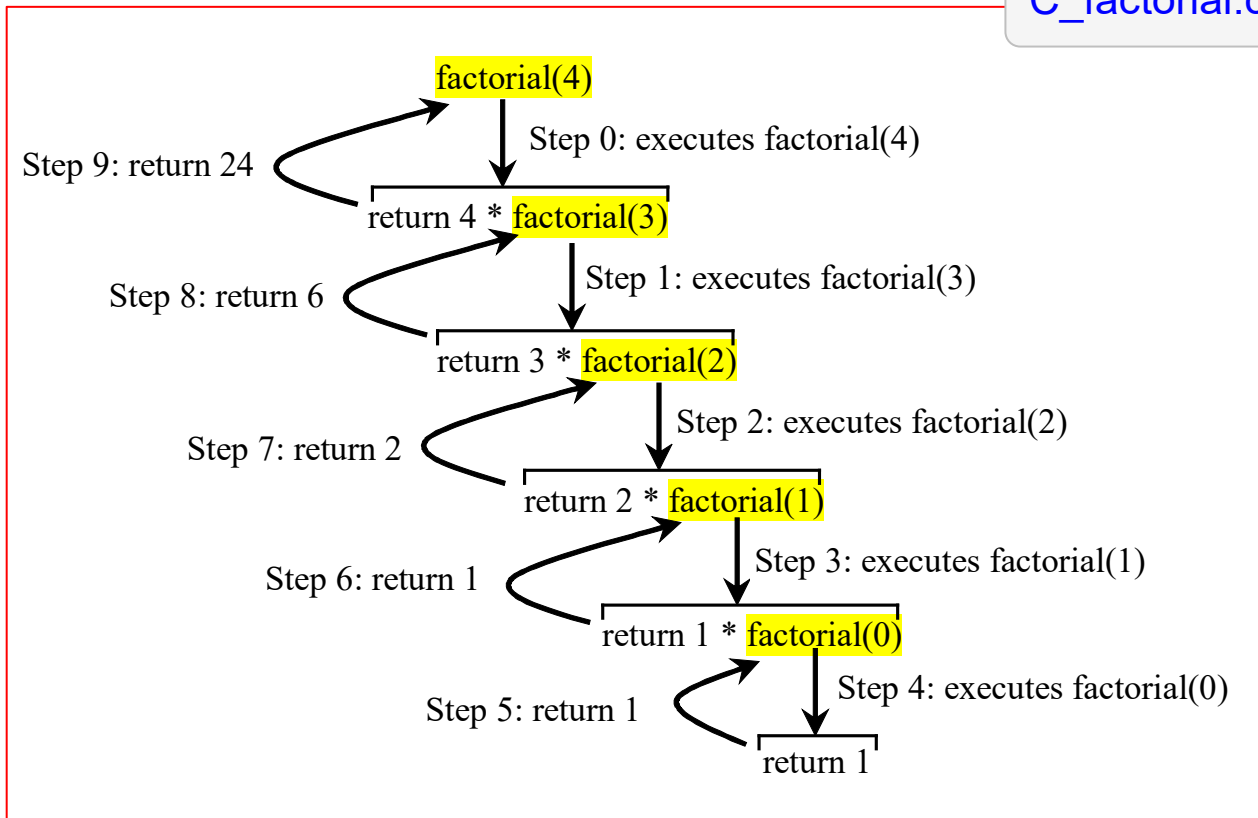 C_factorial.c
factorial(4)
Step 0: executes factorial(4)
Step 9: return 24
return 4 * factorial(3)
Step 1: executes factorial(3)
Step 8: return 6
return 3 * factorial(2)
Step 2: executes factorial(2)
Step 7: return 2
return 2 * factorial(1)
Step 3: executes factorial(1)
Step 6: return 1
return 1 * factorial(0)
Step 4: executes factorial(0)
Step 5: return 1
return 1